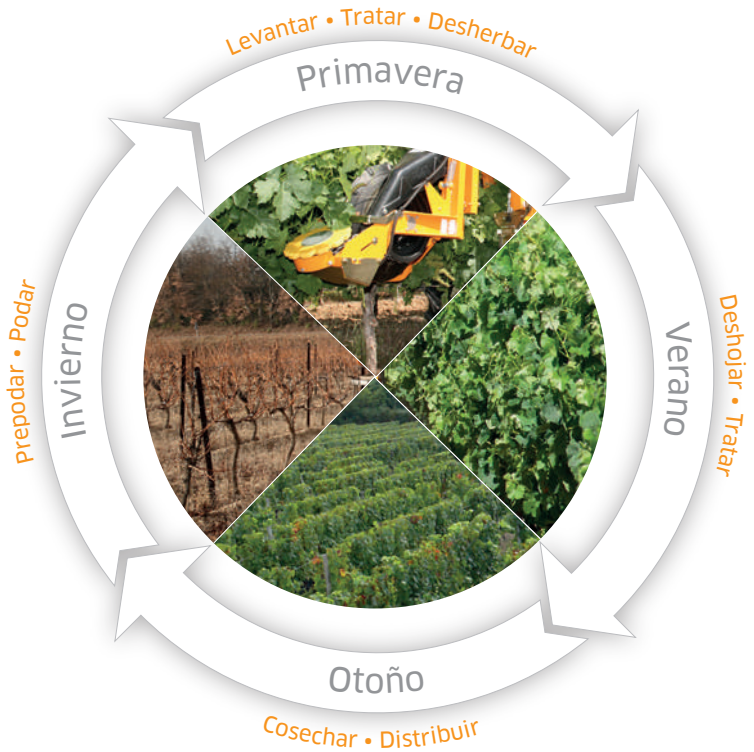 Levantar • Tratar • Desherbar
Primavera
Verano
Deshojar • Tratar
Otoño
Cosechar • Distribuir
Invierno
Prepodar • Podar